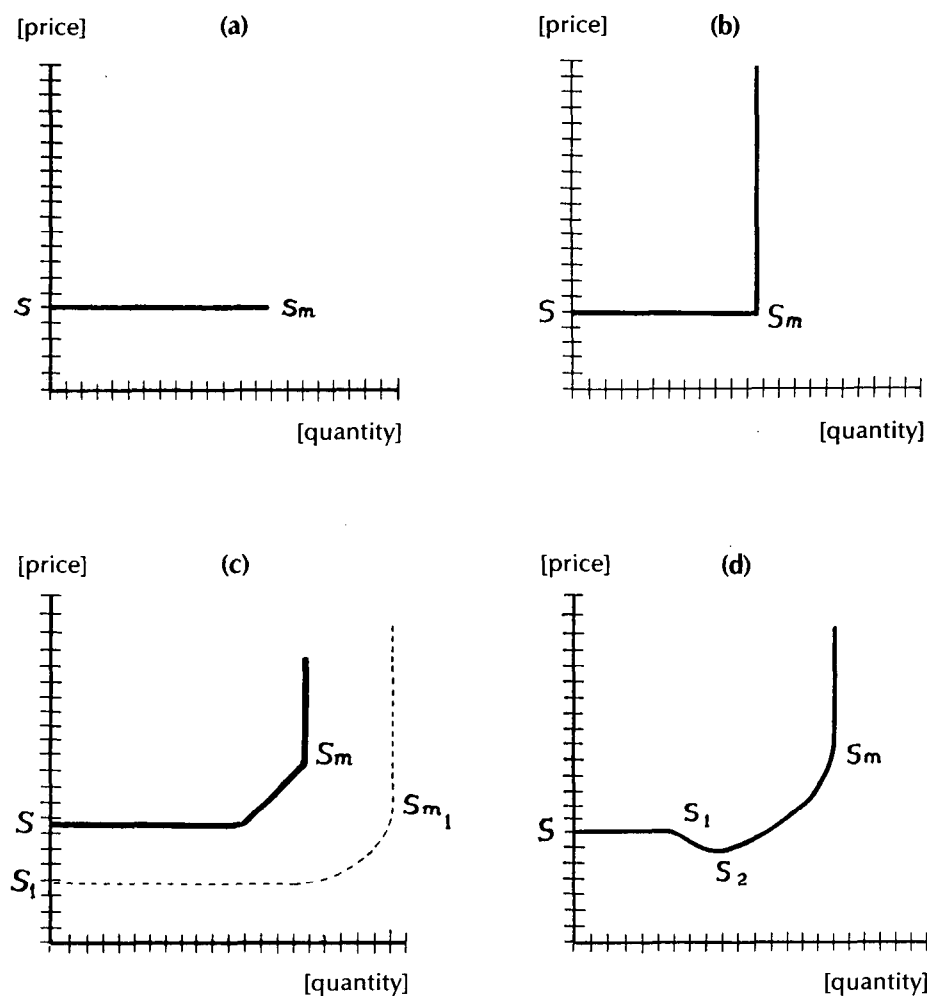 [price] (a)
S Sm
[quantity]
[price] (b)
S Sm
[quantity]
[price] (c)
Sm
S
Sm1
S1
[quantity]
[price] (d)
Sm
S S1
S2
[quantity]